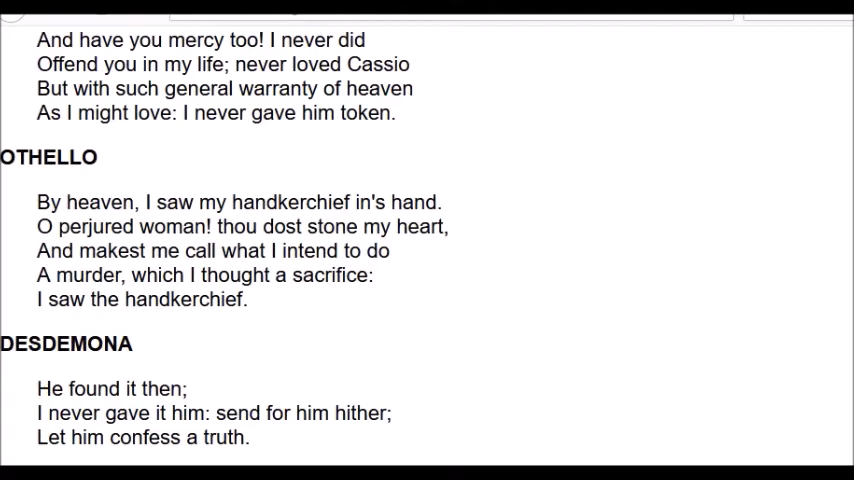 And have you mercy too! I never did
Offend you in my life; never loved Cassio
But with such general warranty of heaven
As I might love: I never gave him token.
OTHELLO
By heaven, I saw my handkerchief in's hand.
O perjured woman! thou dost stone my heart,
And makest me call what I intend to do
A murder, which I thought a sacrifice:
I saw the handkerchief.
DESDEMONA
He found it then;
I never gave it him: send for him hither;
Let him confess a truth.